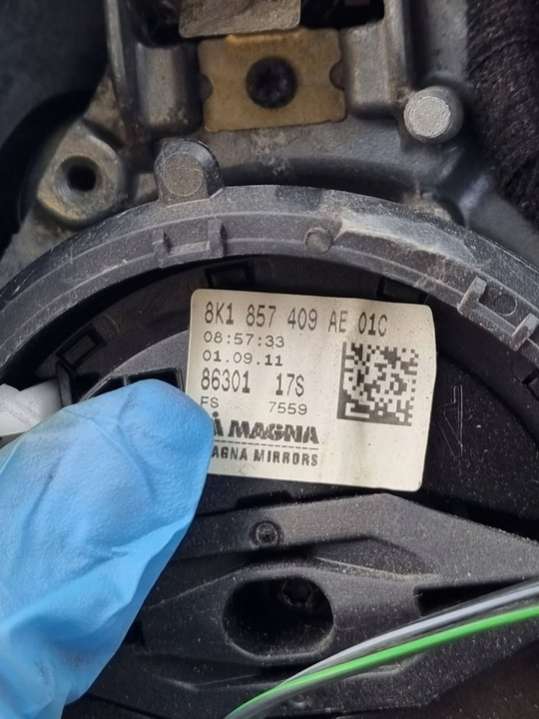 8K1 857 409 AE 01C
08:57:33
01.09.11
86301 17S
FS 7559
MAGNA
MAGNA MIRRORS